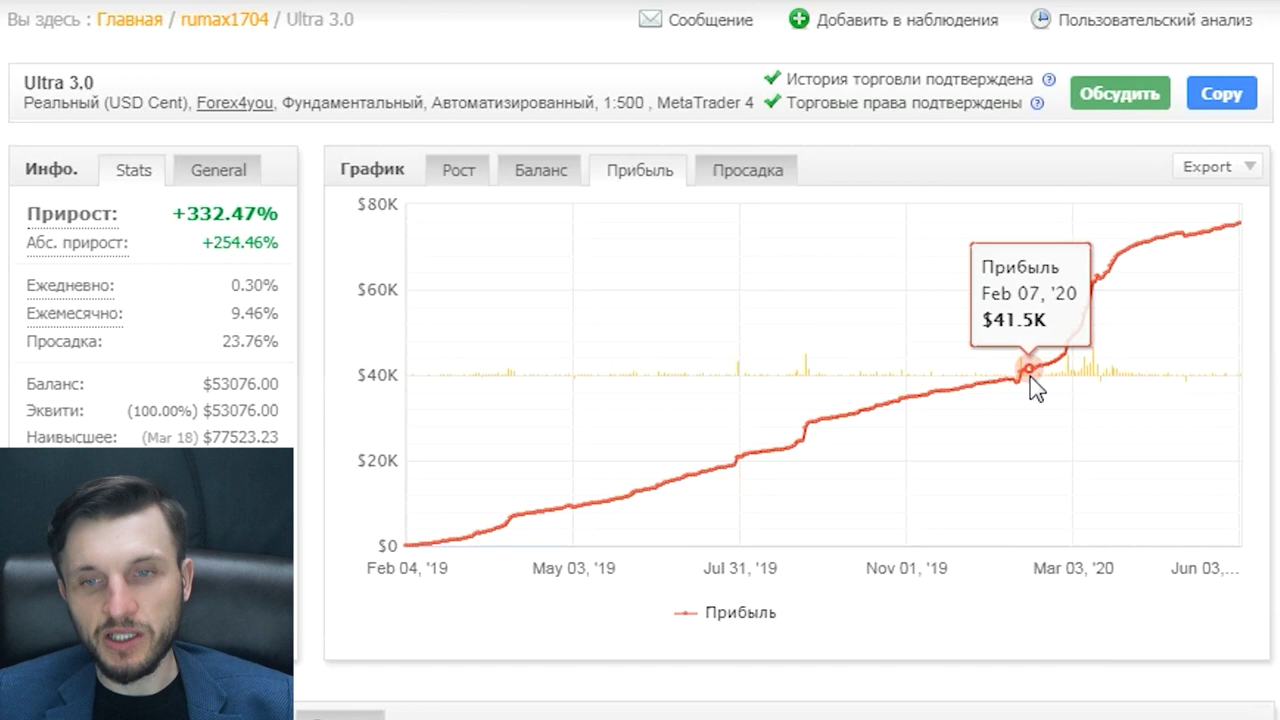 Вы здесь : Главная / rumax1704 / Ultra 3.0
Сообщение
Добавить в наблюдения
Пользовательский анализ
Ultra 3.0
Реальный (USD Cent), Forex4you, Фундаментальный, Автоматизированный, 1:500 , MetaTrader 4
История торговли подтверждена
Торговые права подтверждены
Обсудить
Copy
Инфо. Stats General
Прирост: +332.47%
Абс. прирост: +254.46%
Ежедневно: 0.30%
Ежемесячно: 9.46%
Просадка: 23.76%
Баланс: $53076.00
Эквити: (100.00%) $53076.00
Наивысшее: (Mar 18) $77523.23
График Рост Баланс Прибыль Просадка
Export
$80K
$60K
$40K
$20K
$0
Прибыль
Feb 07, '20
$41.5K
Feb 04, '19 May 03, '19 Jul 31, '19 Nov 01, '19 Mar 03, '20 Jun 03,...
Прибыль